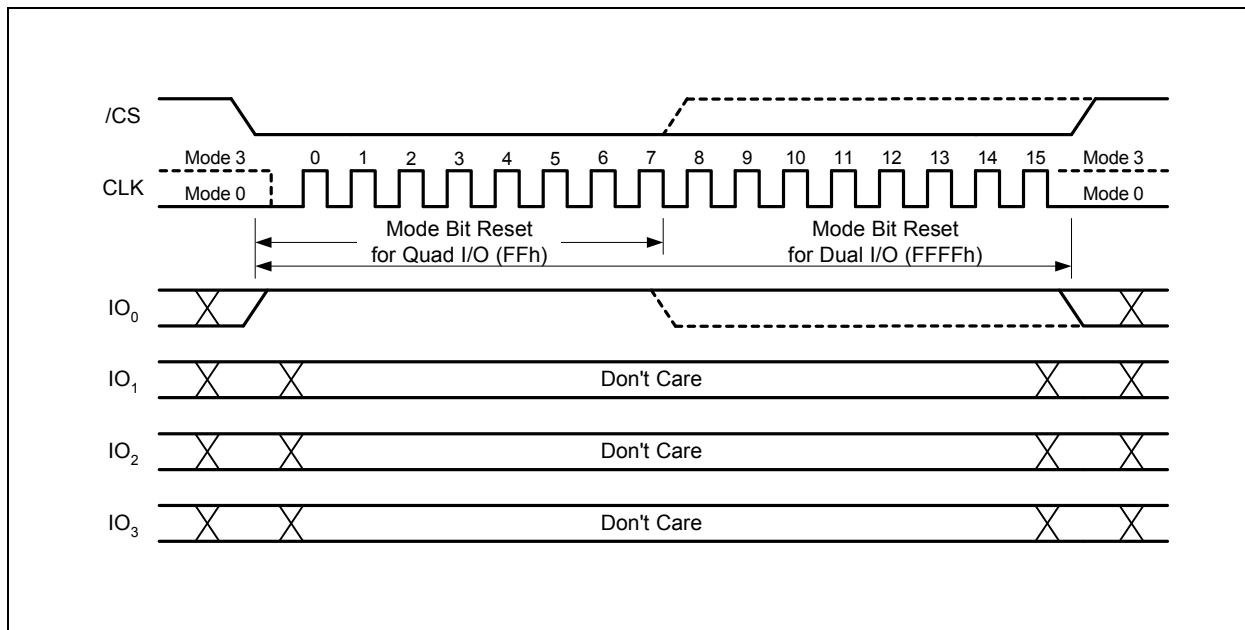 /CS
Mode 3 0 1 2 3 4 5 6 7 8 9 10 11 12 13 14 15 Mode 3
CLK
Mode 0 Mode 0
Mode Bit Reset Mode Bit Reset
for Quad I/O (FFh) for Dual I/O (FFFFh)
IO0
IO1 Don't Care
IO2 Don't Care
IO3 Don't Care